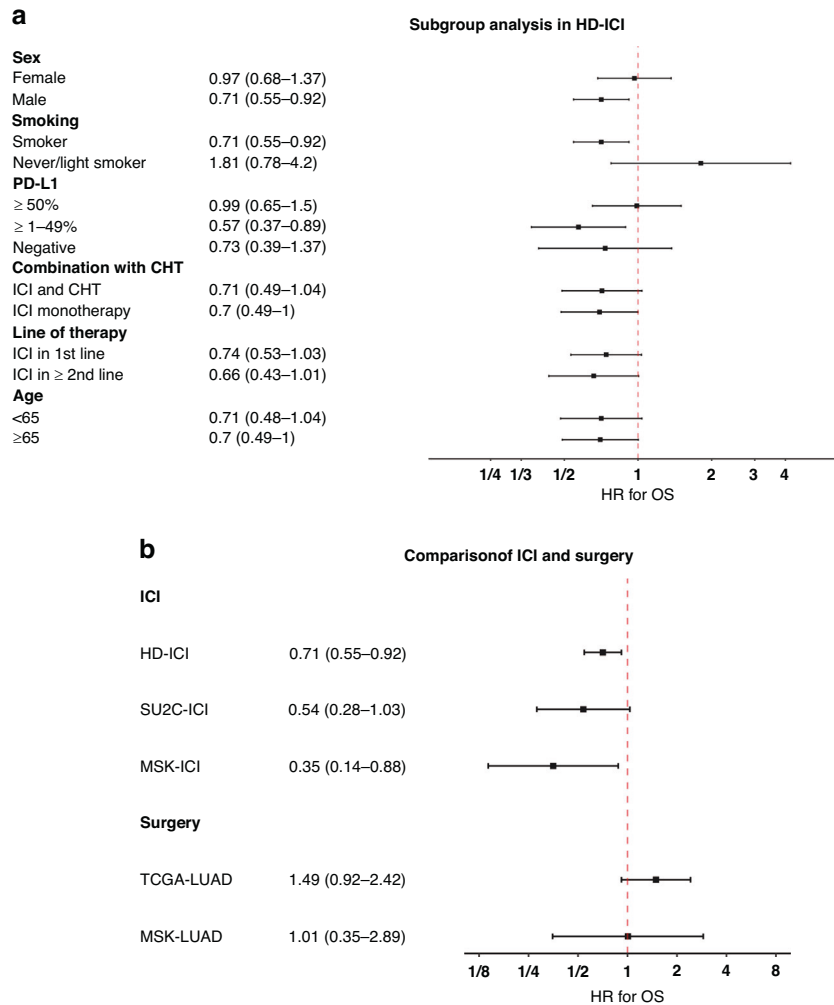 a
Subgroup analysis in HD-ICI
Sex
Female 0.97 (0.68–1.37)
Male 0.71 (0.55–0.92)
Smoking
Smoker 0.71 (0.55–0.92)
Never/light smoker 1.81 (0.78–4.2)
PD-L1
≥ 50% 0.99 (0.65–1.5)
≥ 1–49% 0.57 (0.37–0.89)
Negative 0.73 (0.39–1.37)
Combination with CHT
ICI and CHT 0.71 (0.49–1.04)
ICI monotherapy 0.7 (0.49–1)
Line of therapy
ICI in 1st line 0.74 (0.53–1.03)
ICI in ≥ 2nd line 0.66 (0.43–1.01)
Age
<65 0.71 (0.48–1.04)
≥65 0.7 (0.49–1)
1/4 1/3 1/2 1 2 3 4
HR for OS
b
Comparisonof ICI and surgery
ICI
HD-ICI 0.71 (0.55–0.92)
SU2C-ICI 0.54 (0.28–1.03)
MSK-ICI 0.35 (0.14–0.88)
Surgery
TCGA-LUAD 1.49 (0.92–2.42)
MSK-LUAD 1.01 (0.35–2.89)
1/8 1/4 1/2 1 2 4 8
HR for OS